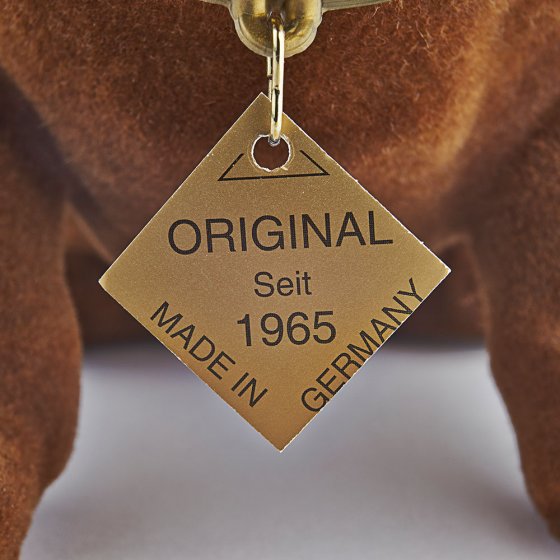 ORIGINAL
Seit
1965
MADE IN
GERMANY